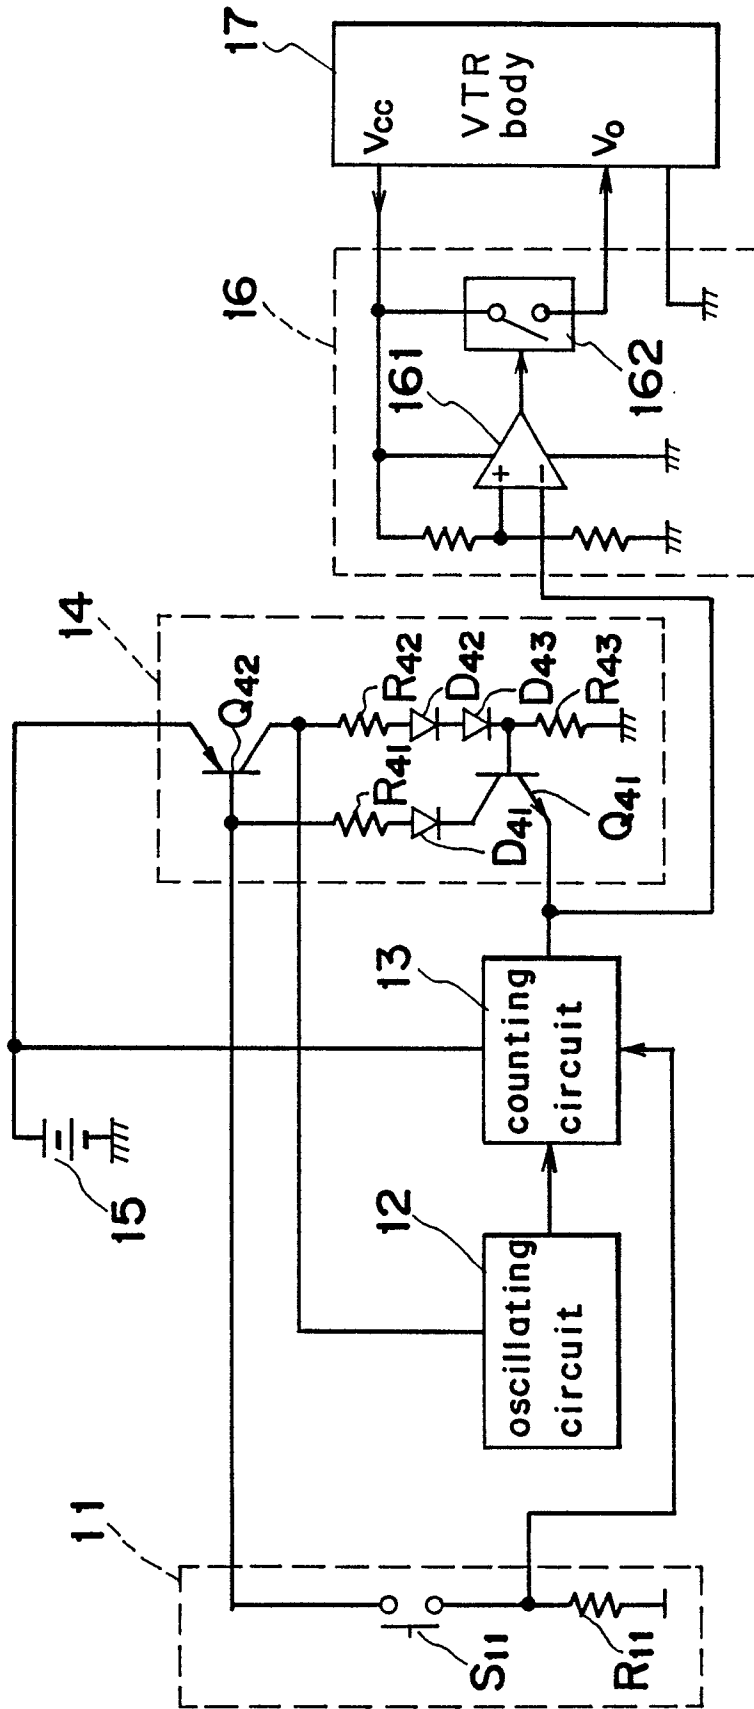 11
S11
R11
15
12
oscillating
circuit
13
counting
circuit
14
Q42
R41
D41
Q41
R42
D42
D43
R43
16
161
+
−
162
17
Vcc
VTR
body
Vo